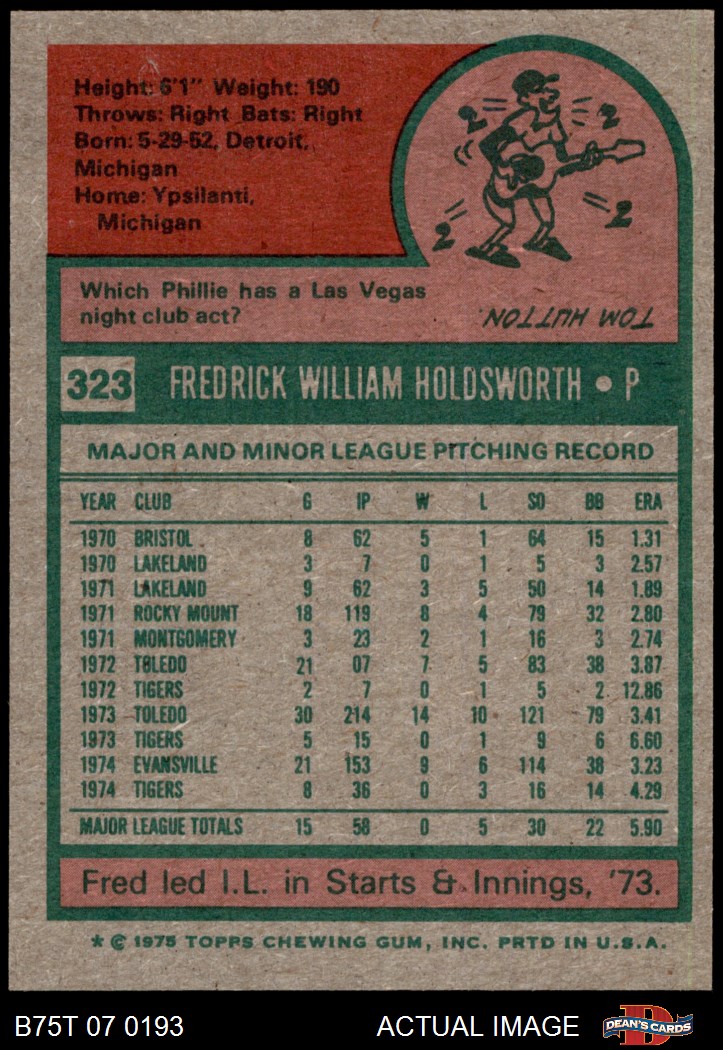 Height: 6'1" Weight: 190
Throws: Right Bats: Right
Born: 5-29-52, Detroit,
Michigan
Home: Ypsilanti,
Michigan
2 2
2 2
Which Phillie has a Las Vegas
night club act?
TOM HUTTON.
323 FREDRICK WILLIAM HOLDSWORTH • P
MAJOR AND MINOR LEAGUE PITCHING RECORD
YEAR CLUB G IP W L SO BB ERA
1970 BRISTOL 8 62 5 1 64 15 1.31
1970 LAKELAND 3 7 0 1 5 3 2.57
1971 LAKELAND 9 62 3 5 50 14 1.89
1971 ROCKY MOUNT 18 119 8 4 79 32 2.80
1971 MONTGOMERY 3 23 2 1 16 3 2.74
1972 TOLEDO 21 07 7 5 83 38 3.87
1972 TIGERS 2 7 0 1 5 2 12.86
1973 TOLEDO 30 214 14 10 121 79 3.41
1973 TIGERS 5 15 0 1 9 6 6.60
1974 EVANSVILLE 21 153 9 6 114 38 3.23
1974 TIGERS 8 36 0 3 16 14 4.29
MAJOR LEAGUE TOTALS 15 58 0 5 30 22 5.90
Fred led I.L. in Starts & Innings, '73.
* © 1975 TOPPS CHEWING GUM, INC. PRTD IN U.S.A.
B75T 07 0193 ACTUAL IMAGE D DEAN'S CARDS